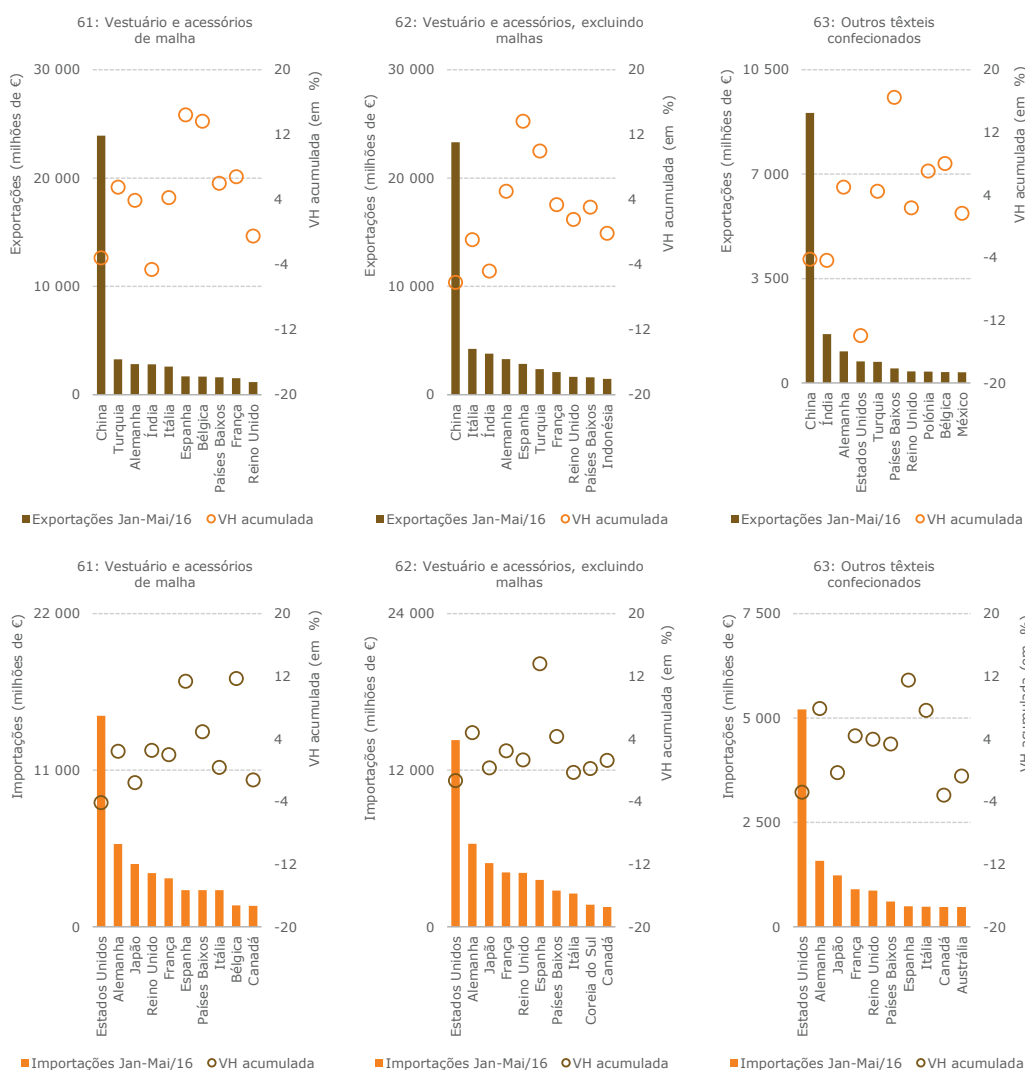 61: Vestuário e acessórios
de malha
30 000
20 000
10 000
0
Exportações (milhões de €)
20
12
4
-4
-12
-20
VH acumulada (em %)
China
Turquia
Alemanha
Índia
Itália
Espanha
Bélgica
Países Baixos
França
Reino Unido
Exportações Jan-Mai/16 VH acumulada
62: Vestuário e acessórios, excluindo
malhas
30 000
20 000
10 000
0
Exportações (milhões de €)
20
12
4
-4
-12
-20
VH acumulada (em %)
China
Itália
Índia
Alemanha
Espanha
Turquia
França
Reino Unido
Países Baixos
Indonésia
Exportações Jan-Mai/16 VH acumulada
63: Outros têxteis
confecionados
10 500
7 000
3 500
0
Exportações (milhões de €)
20
12
4
-4
-12
-20
VH acumulada (em %)
China
Índia
Alemanha
Estados Unidos
Turquia
Países Baixos
Reino Unido
Polónia
Bélgica
México
Exportações Jan-Mai/16 VH acumulada
61: Vestuário e acessórios
de malha
22 000
11 000
0
Importações (milhões de €)
20
12
4
-4
-12
-20
VH acumulada (em %)
Estados Unidos
Alemanha
Japão
Reino Unido
França
Espanha
Países Baixos
Itália
Bélgica
Canadá
Importações Jan-Mai/16 VH acumulada
62: Vestuário e acessórios, excluindo
malhas
24 000
12 000
0
Importações (milhões de €)
20
12
4
-4
-12
-20
VH acumulada (em %)
Estados Unidos
Alemanha
Japão
França
Reino Unido
Espanha
Países Baixos
Itália
Coreia do Sul
Canadá
Importações Jan-Mai/16 VH acumulada
63: Outros têxteis
confecionados
7 500
5 000
2 500
0
Importações (milhões de €)
20
12
4
-4
-12
-20
VH acumulada (em %)
Estados Unidos
Alemanha
Japão
França
Reino Unido
Países Baixos
Espanha
Itália
Canadá
Austrália
Importações Jan-Mai/16 VH acumulada